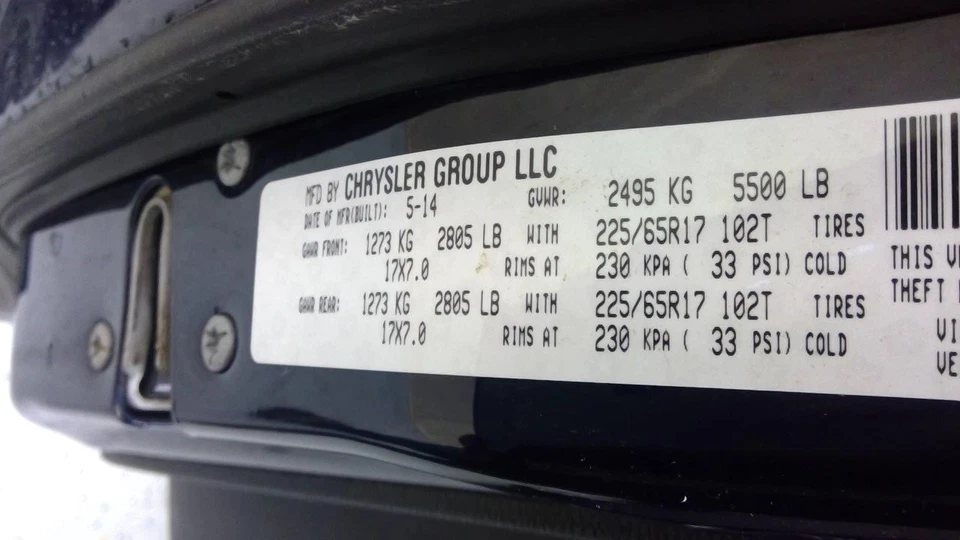 MFD BY CHRYSLER GROUP LLC
DATE OF MFR(BUILT): 5-14 GVWR: 2495 KG 5500 LB
GAWR FRONT: 1273 KG 2805 LB WITH 225/65R17 102T TIRES
17X7.0 RIMS AT 230 KPA ( 33 PSI) COLD
GAWR REAR: 1273 KG 2805 LB WITH 225/65R17 102T TIRES
17X7.0 RIMS AT 230 KPA ( 33 PSI) COLD
THIS
THEFT